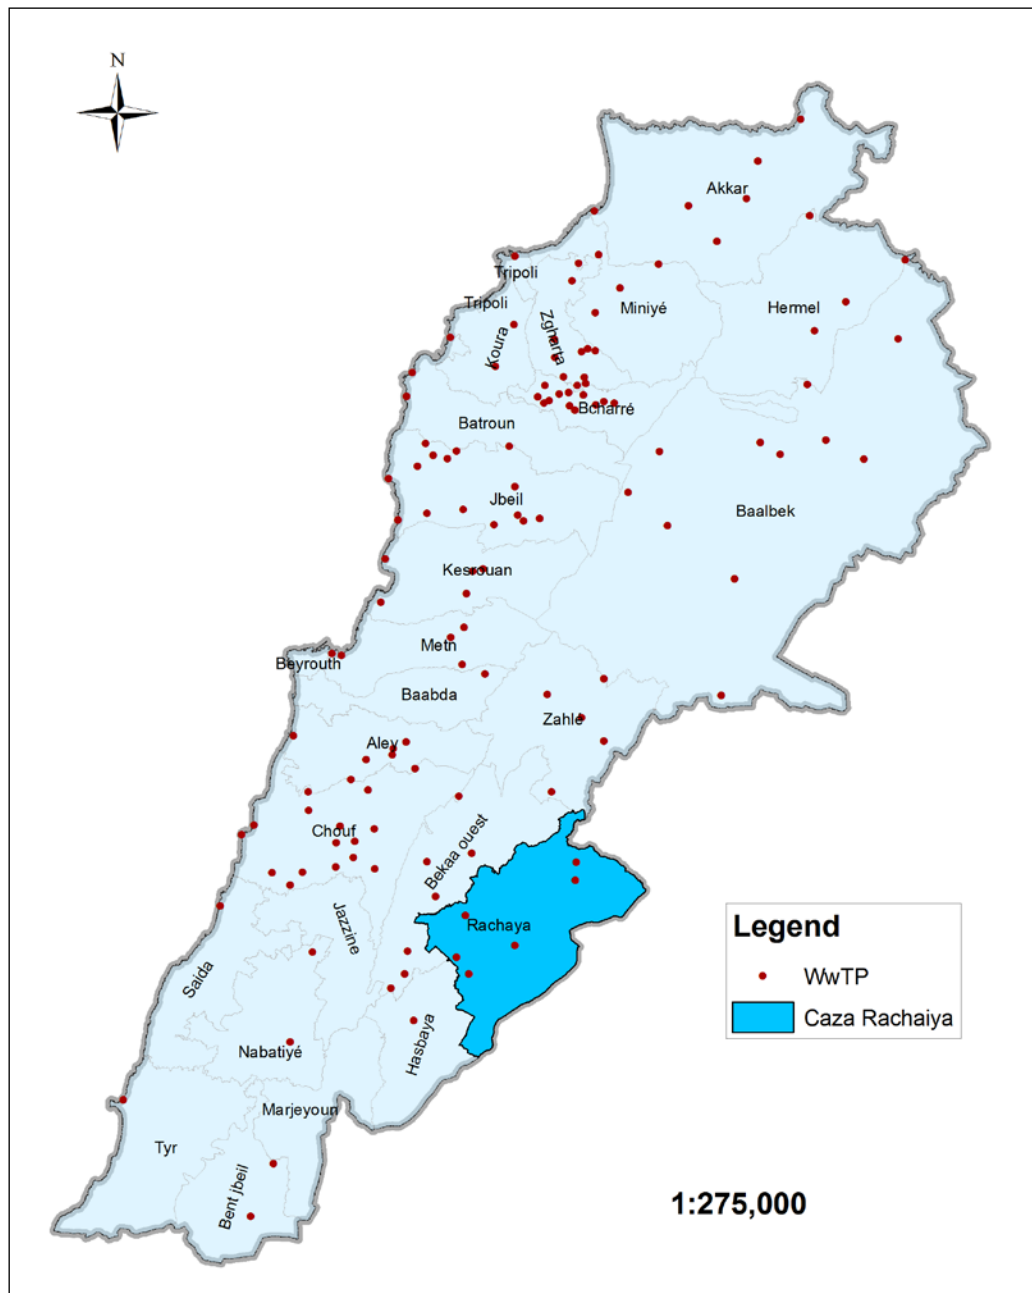 N
Akkar
Tripoli
Tripoli
Koura
Zgharta
Miniyé
Hermel
Bcharré
Batroun
Jbeil
Baalbek
Kesrouan
Metn
Beyrouth
Baabda
Zahlé
Aley
Chouf
Bekaa ouest
Jazzine
Rachaya
Legend
WwTP
Caza Rachaiya
Saida
Hasbaya
Nabatiyé
Marjeyoun
Tyr
Bent jbeil
1:275,000